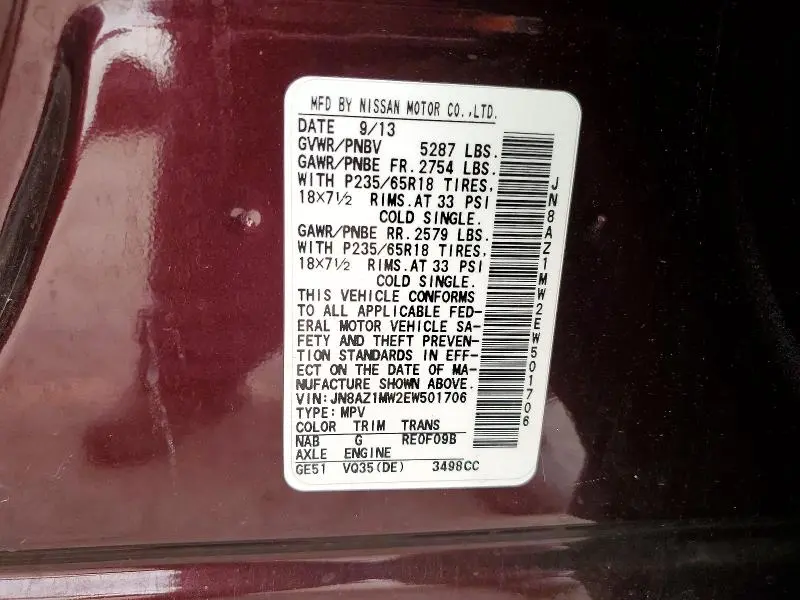 MFD BY NISSAN MOTOR CO.,LTD.
DATE 9/13
GVWR/PNBV 5287 LBS.
GAWR/PNBE FR.2754 LBS.
WITH P235/65R18 TIRES,
18X7½ RIMS.AT 33 PSI
COLD SINGLE.
GAWR/PNBE RR.2579 LBS.
WITH P235/65R18 TIRES,
18X7½ RIMS.AT 33 PSI
COLD SINGLE.
THIS VEHICLE CONFORMS
TO ALL APPLICABLE FED-
ERAL MOTOR VEHICLE SA-
FETY AND THEFT PREVEN-
TION STANDARDS IN EFF-
ECT ON THE DATE OF MA-
NUFACTURE SHOWN ABOVE.
VIN:JN8AZ1MW2EW501706
TYPE:MPV
COLOR TRIM TRANS
NAB G RE0F09B
AXLE ENGINE
GE51 VQ35(DE) 3498CC
JN8AZ1MW2EW501706